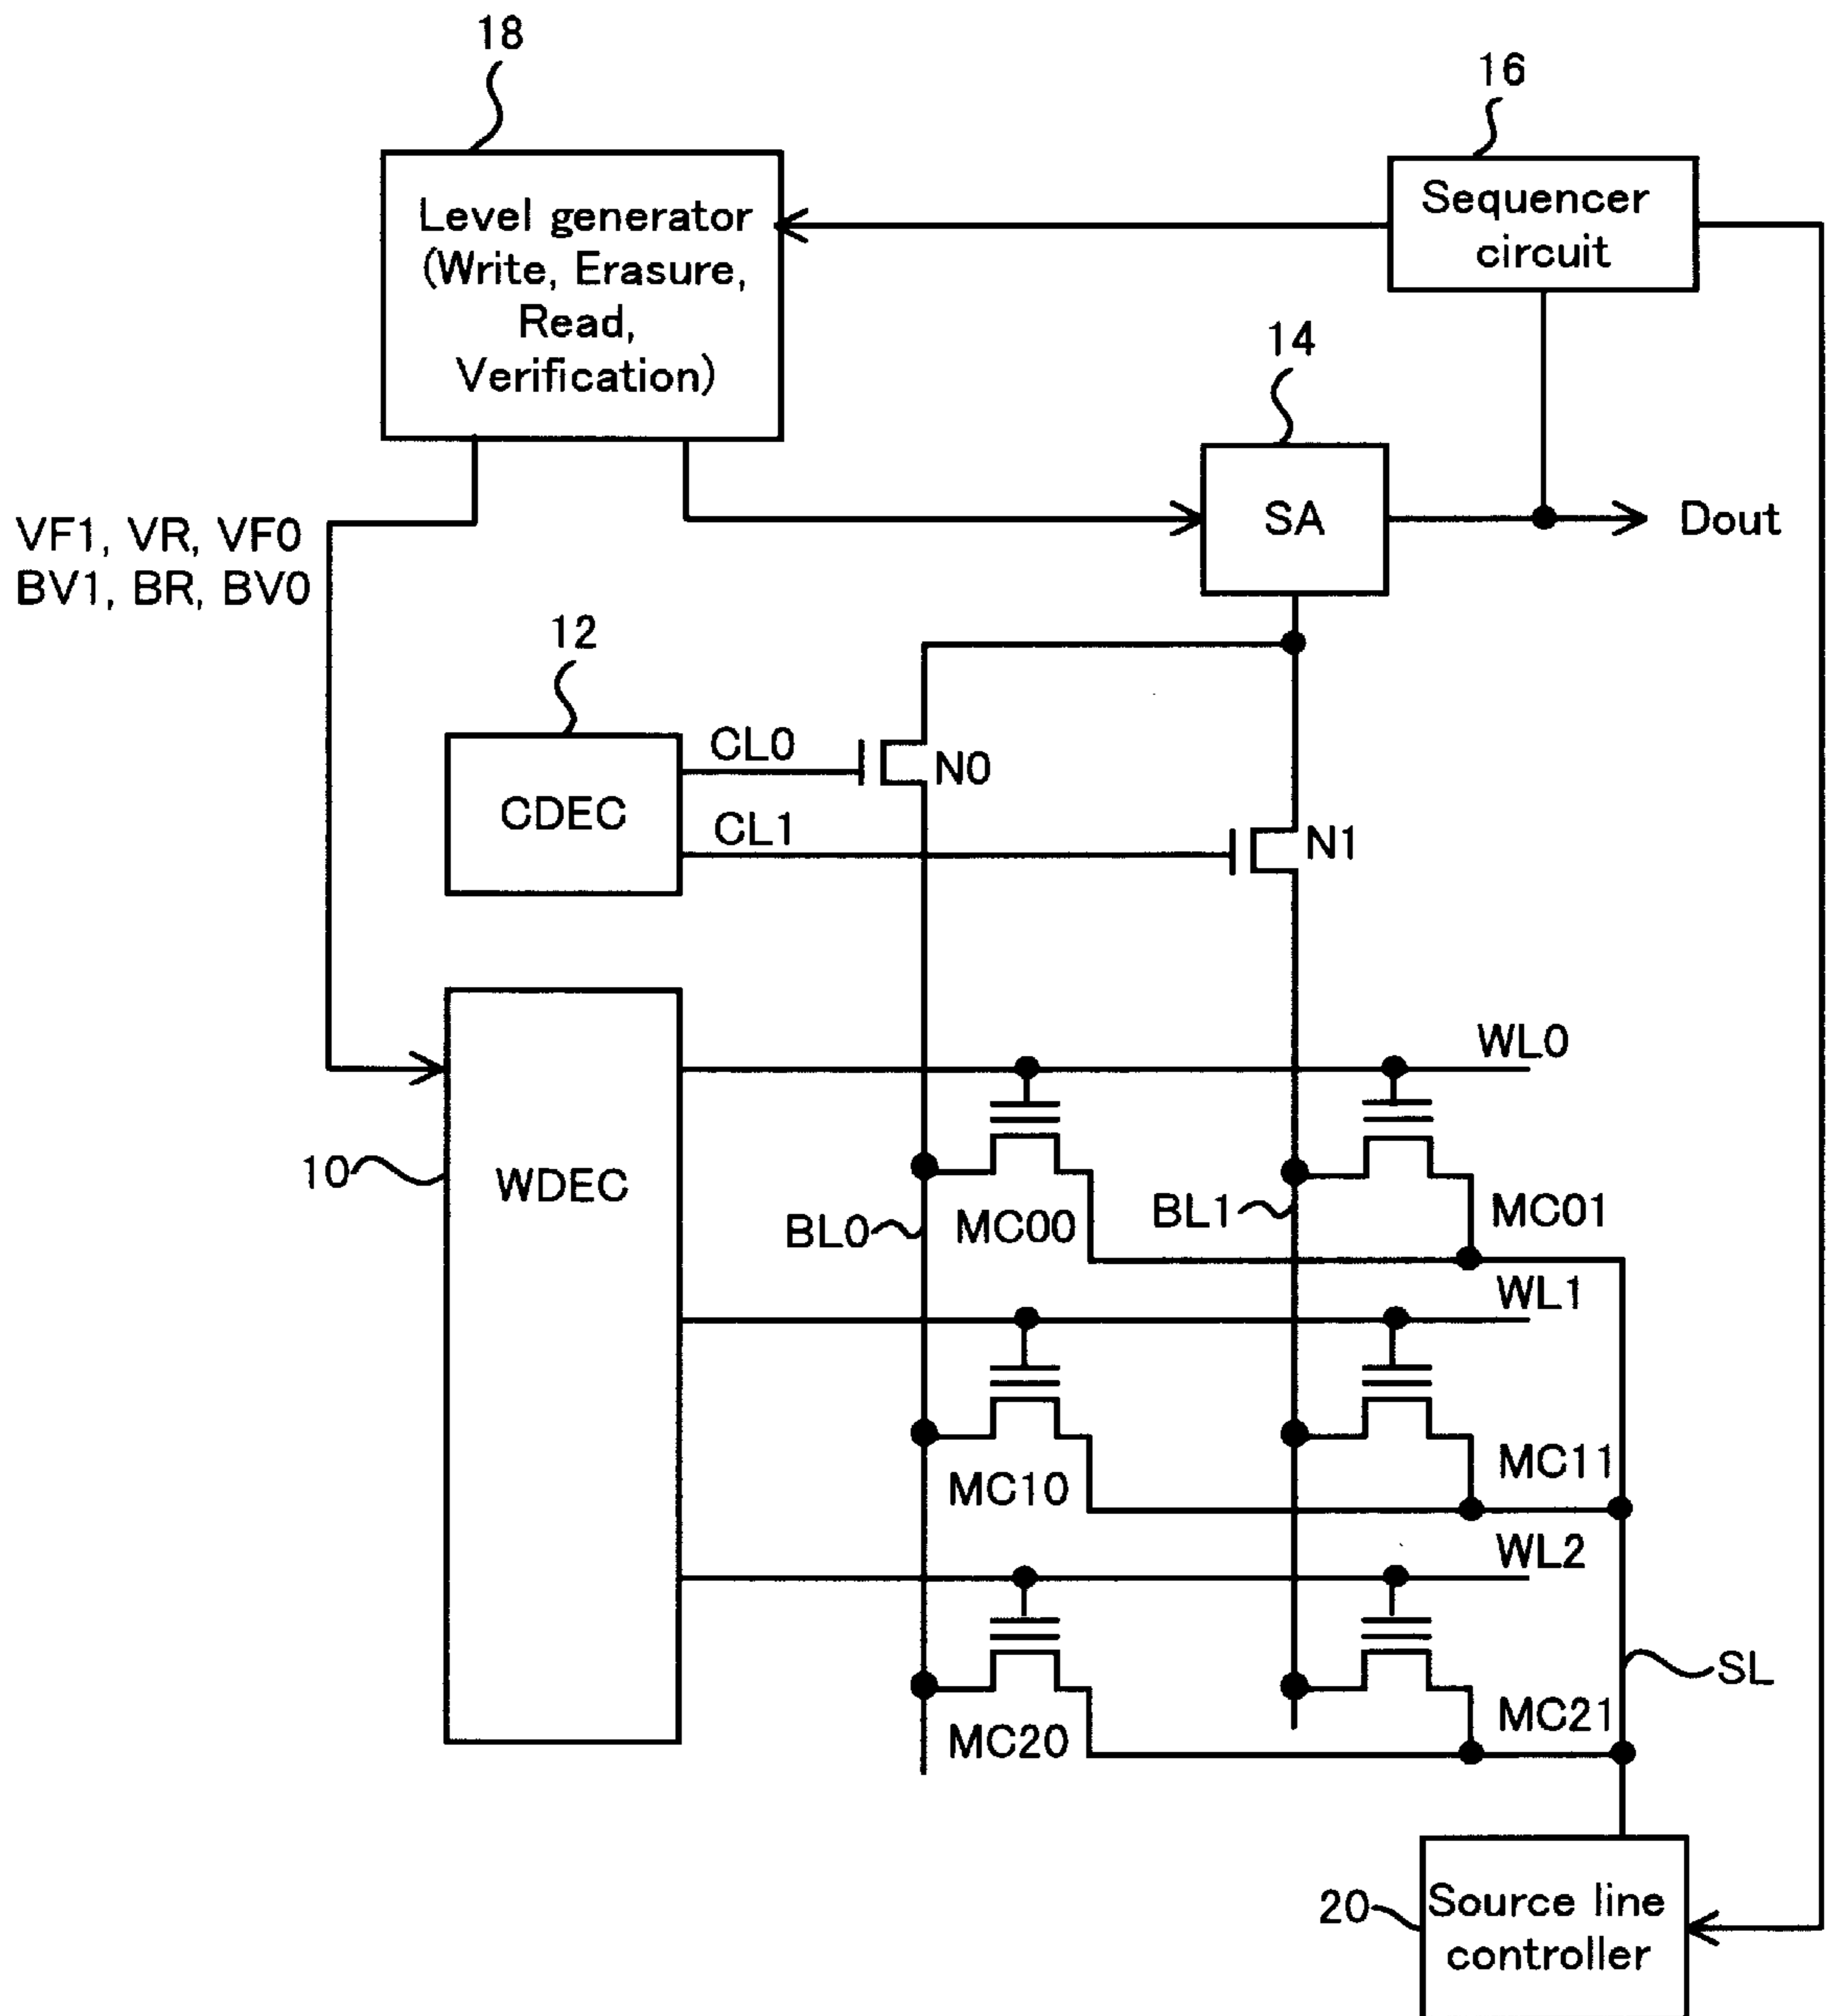 18
16
Level generator
(Write, Erasure,
Read,
Verification)
Sequencer
circuit
14
SA
Dout
VF1, VR, VF0
BV1, BR, BV0
12
CDEC
CL0
N0
CL1
N1
WL0
10
WDEC
BL0
MC00
BL1
MC01
WL1
MC10
MC11
WL2
SL
MC20
MC21
20
Source line
controller